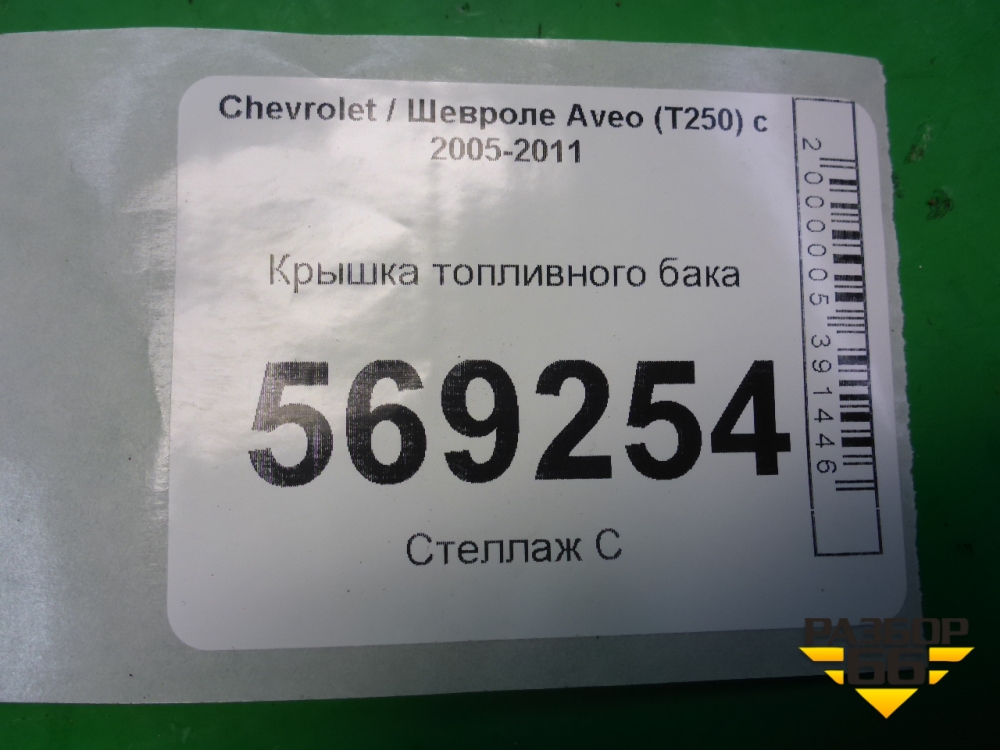 Chevrolet / Шевроле Aveo (T250) с
2005-2011
Крышка топливного бака
569254
Стеллаж С
2000005391446
РАЗБОР
66